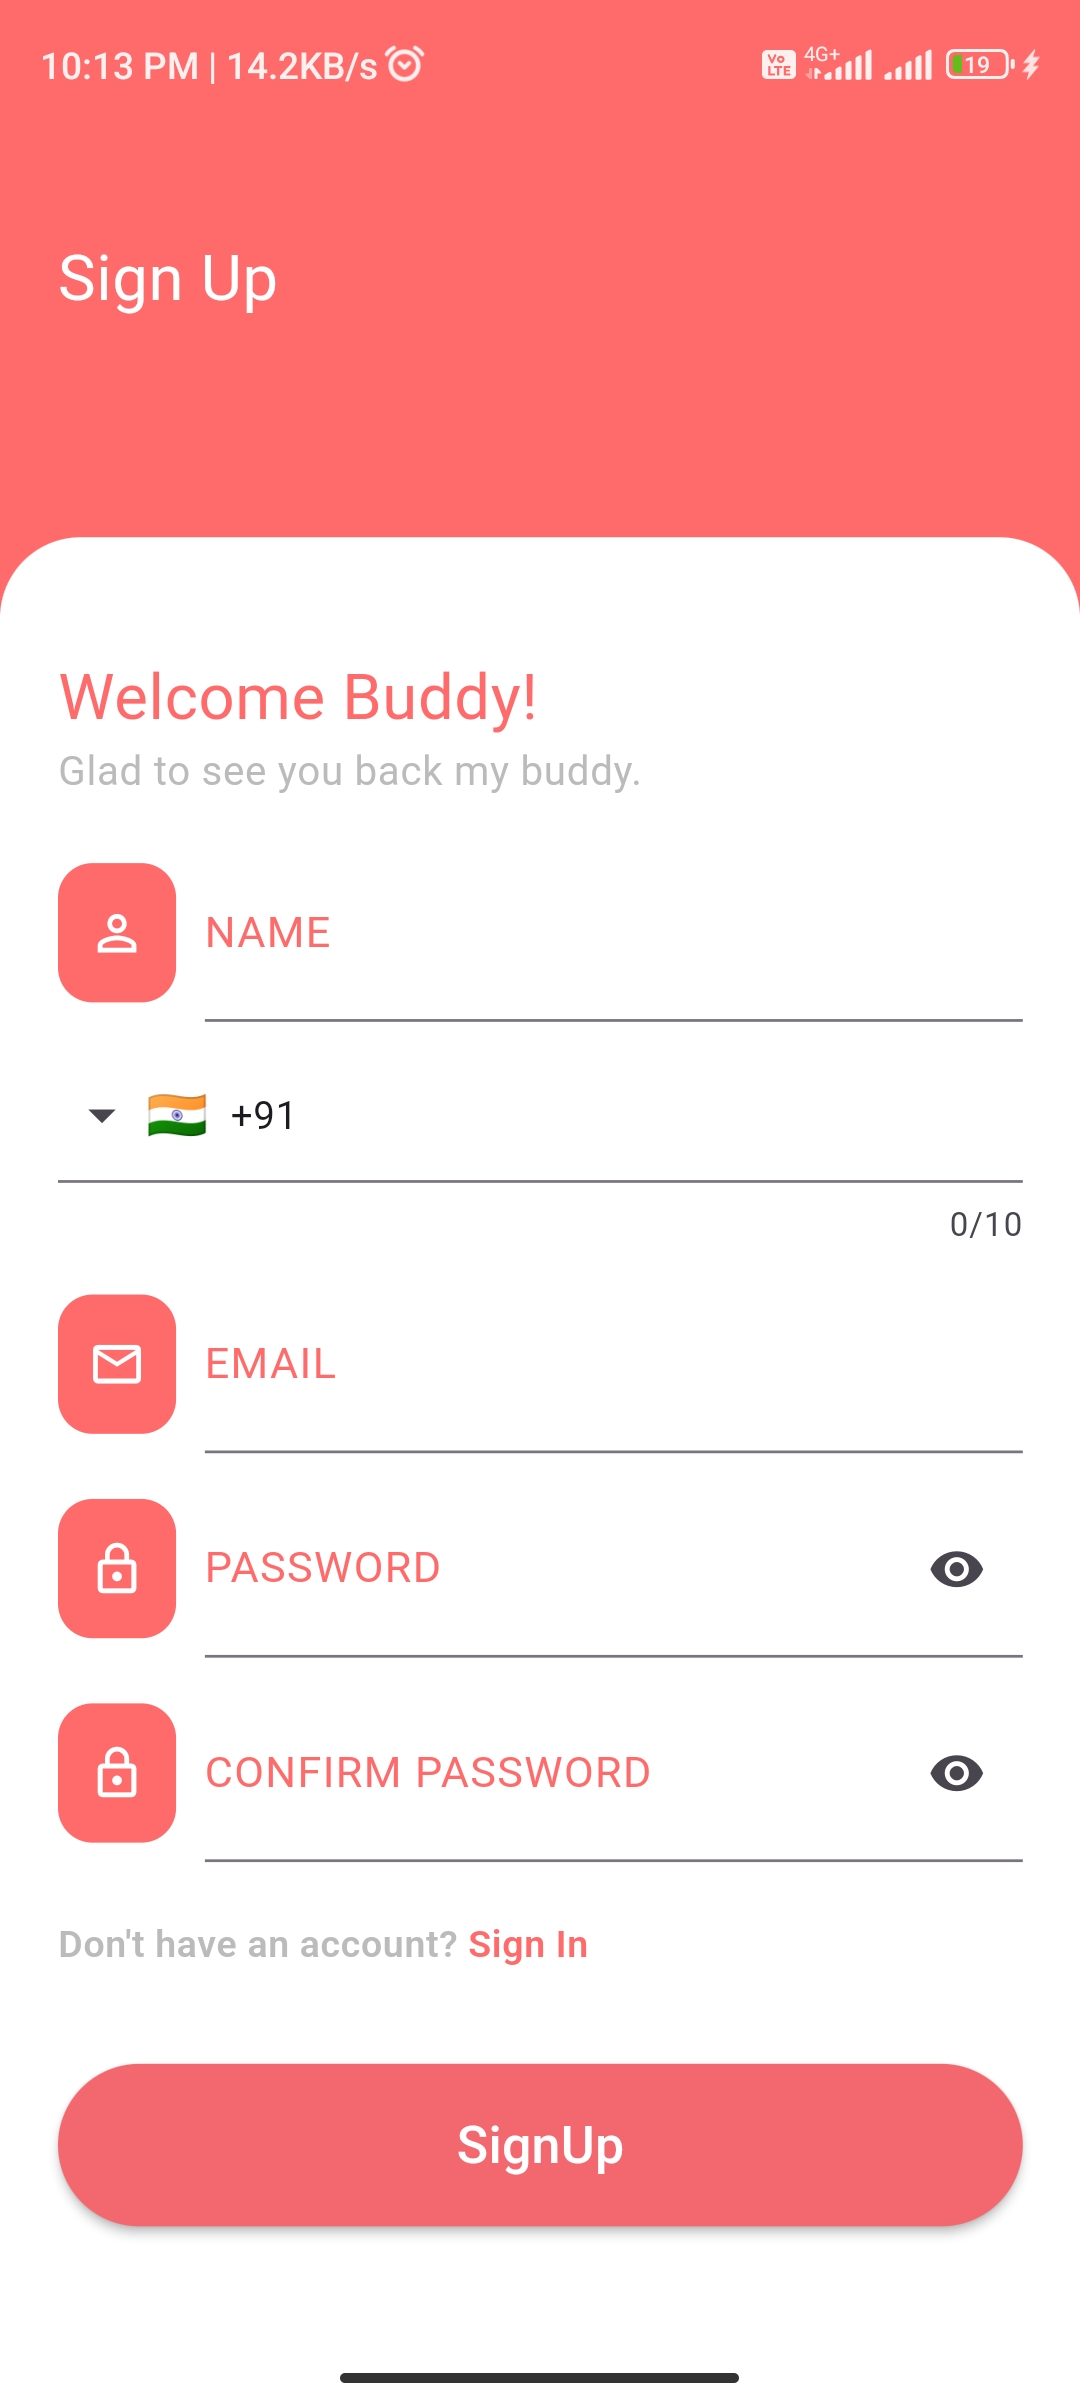 10:13 PM | 14.2KB/s
Vo LTE 4G+ 19
Sign Up
Welcome Buddy!
Glad to see you back my buddy.
NAME
+91
0/10
EMAIL
PASSWORD
CONFIRM PASSWORD
Don't have an account? Sign In
SignUp